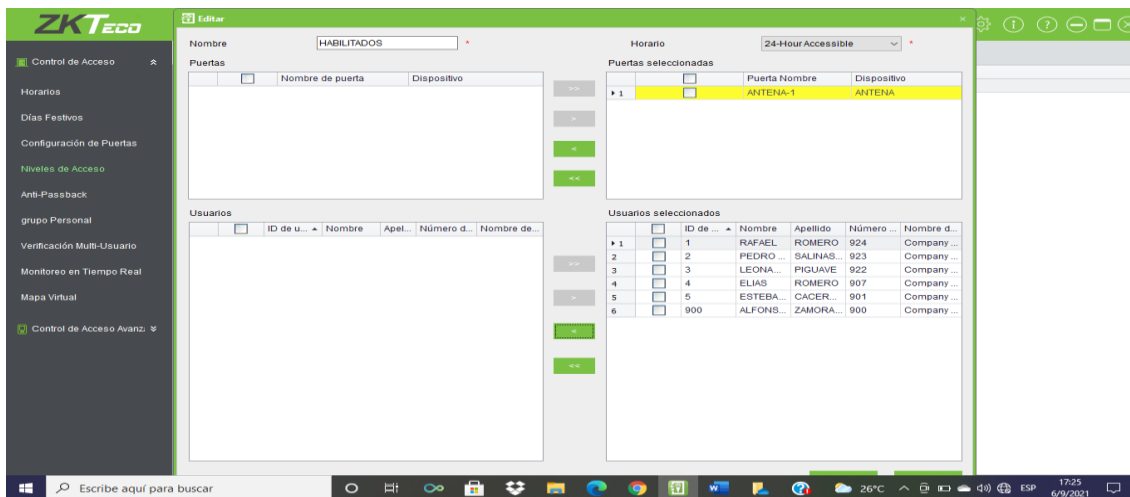 ZKTeco
Editar
Nombre HABILITADOS * Horario 24-Hour Accessible *
Control de Acceso
Horarios
Días Festivos
Configuración de Puertas
Niveles de Acceso
Anti-Passback
grupo Personal
Verificación Multi-Usuario
Monitoreo en Tiempo Real
Mapa Virtual
Control de Acceso Avanz
Puertas
Nombre de puerta Dispositivo
>>
>
<
<<
Puertas seleccionadas
Puerta Nombre Dispositivo
1 ANTENA-1 ANTENA
Usuarios
ID de u... Nombre Apel... Número d... Nombre de...
>>
>
<
<<
Usuarios seleccionados
ID de ... Nombre Apellido Número ... Nombre d...
1 1 RAFAEL ROMERO 924 Company ...
2 2 PEDRO ... SALINAS... 923 Company ...
3 3 LEONA... PIGUAVE 922 Company ...
4 4 ELIAS ROMERO 907 Company ...
5 5 ESTEBA... CACER... 901 Company ...
6 900 ALFONS... ZAMORA... 900 Company ...
Escribe aquí para buscar
26°C ESP 17:25
6/9/2021